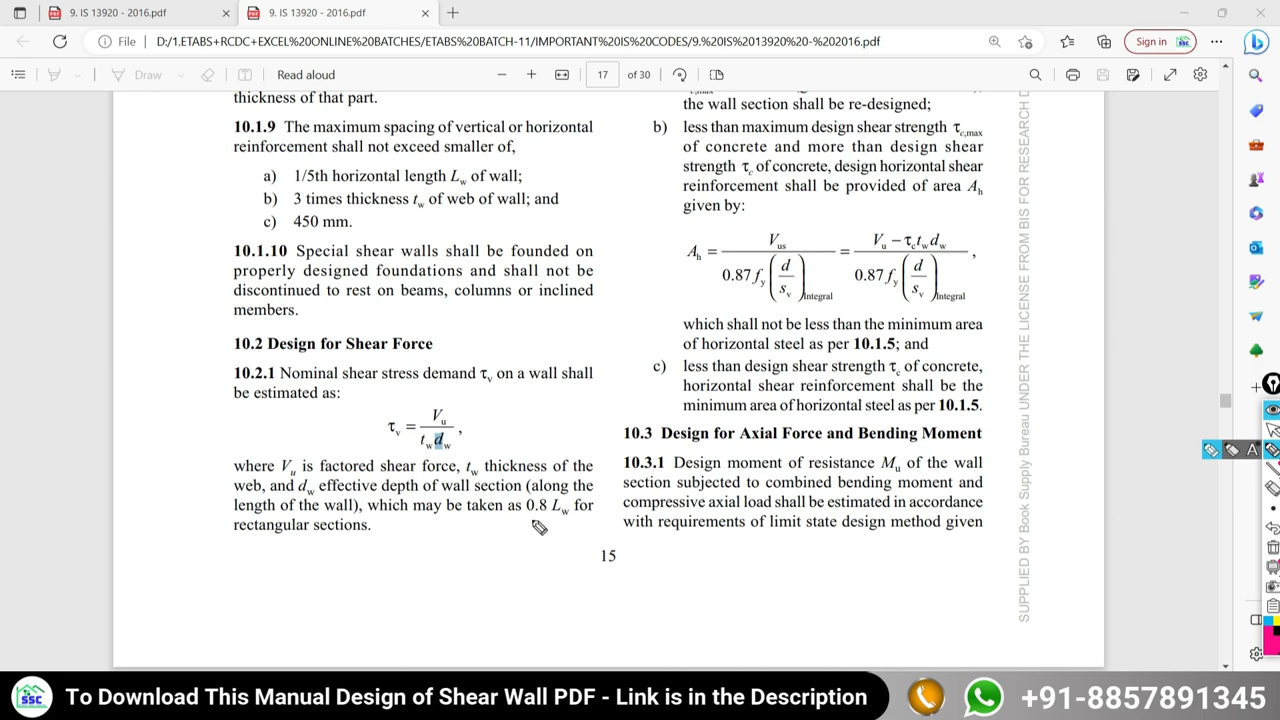 9. IS 13920 - 2016.pdf
9. IS 13920 - 2016.pdf
File
D:/1.ETABS+RCDC+EXCEL%20ONLINE%20BATCHES/ETABS%20BATCH-11/IMPORTANT%20IS%20CODES/9.%20IS%2013920%20-%202016.pdf
Sign in
SSC
Draw
Read aloud
17 of 30
thickness of that part.
10.1.9 The maximum spacing of vertical or horizontal
reinforcement shall not exceed smaller of,
a) 1/5th horizontal length Lw of wall;
b) 3 times thickness tw of web of wall; and
c) 450 mm.
10.1.10 Special shear walls shall be founded on
properly designed foundations and shall not be
discontinued to rest on beams, columns or inclined
members.
10.2 Design for Shear Force
10.2.1 Nominal shear stress demand τv on a wall shall
be estimated as:
τv = Vu / tw dw ,
where Vu is factored shear force, tw thickness of the
web, and dw effective depth of wall section (along the
length of the wall), which may be taken as 0.8 Lw for
rectangular sections.
the wall section shall be re-designed;
b) less than maximum design shear strength τc,max
of concrete and more than design shear
strength τc of concrete, design horizontal shear
reinforcement shall be provided of area Ah
given by:
Ah = Vus / 0.87 fy (d / sv)Integral = Vu − τc tw dw / 0.87 fy (d / sv)Integral ,
which shall not be less than the minimum area
of horizontal steel as per 10.1.5; and
c) less than design shear strength τc of concrete,
horizontal shear reinforcement shall be the
minimum area of horizontal steel as per 10.1.5.
10.3 Design for Axial Force and Bending Moment
10.3.1 Design moment of resistance Mu of the wall
section subjected to combined bending moment and
compressive axial load shall be estimated in accordance
with requirements of limit state design method given
15
SUPPLIED BY Book Supply Bureau UNDER THE LICENSE FROM BIS FOR RESEARCH
A
SSC
To Download This Manual Design of Shear Wall PDF - Link is in the Description
+91-8857891345